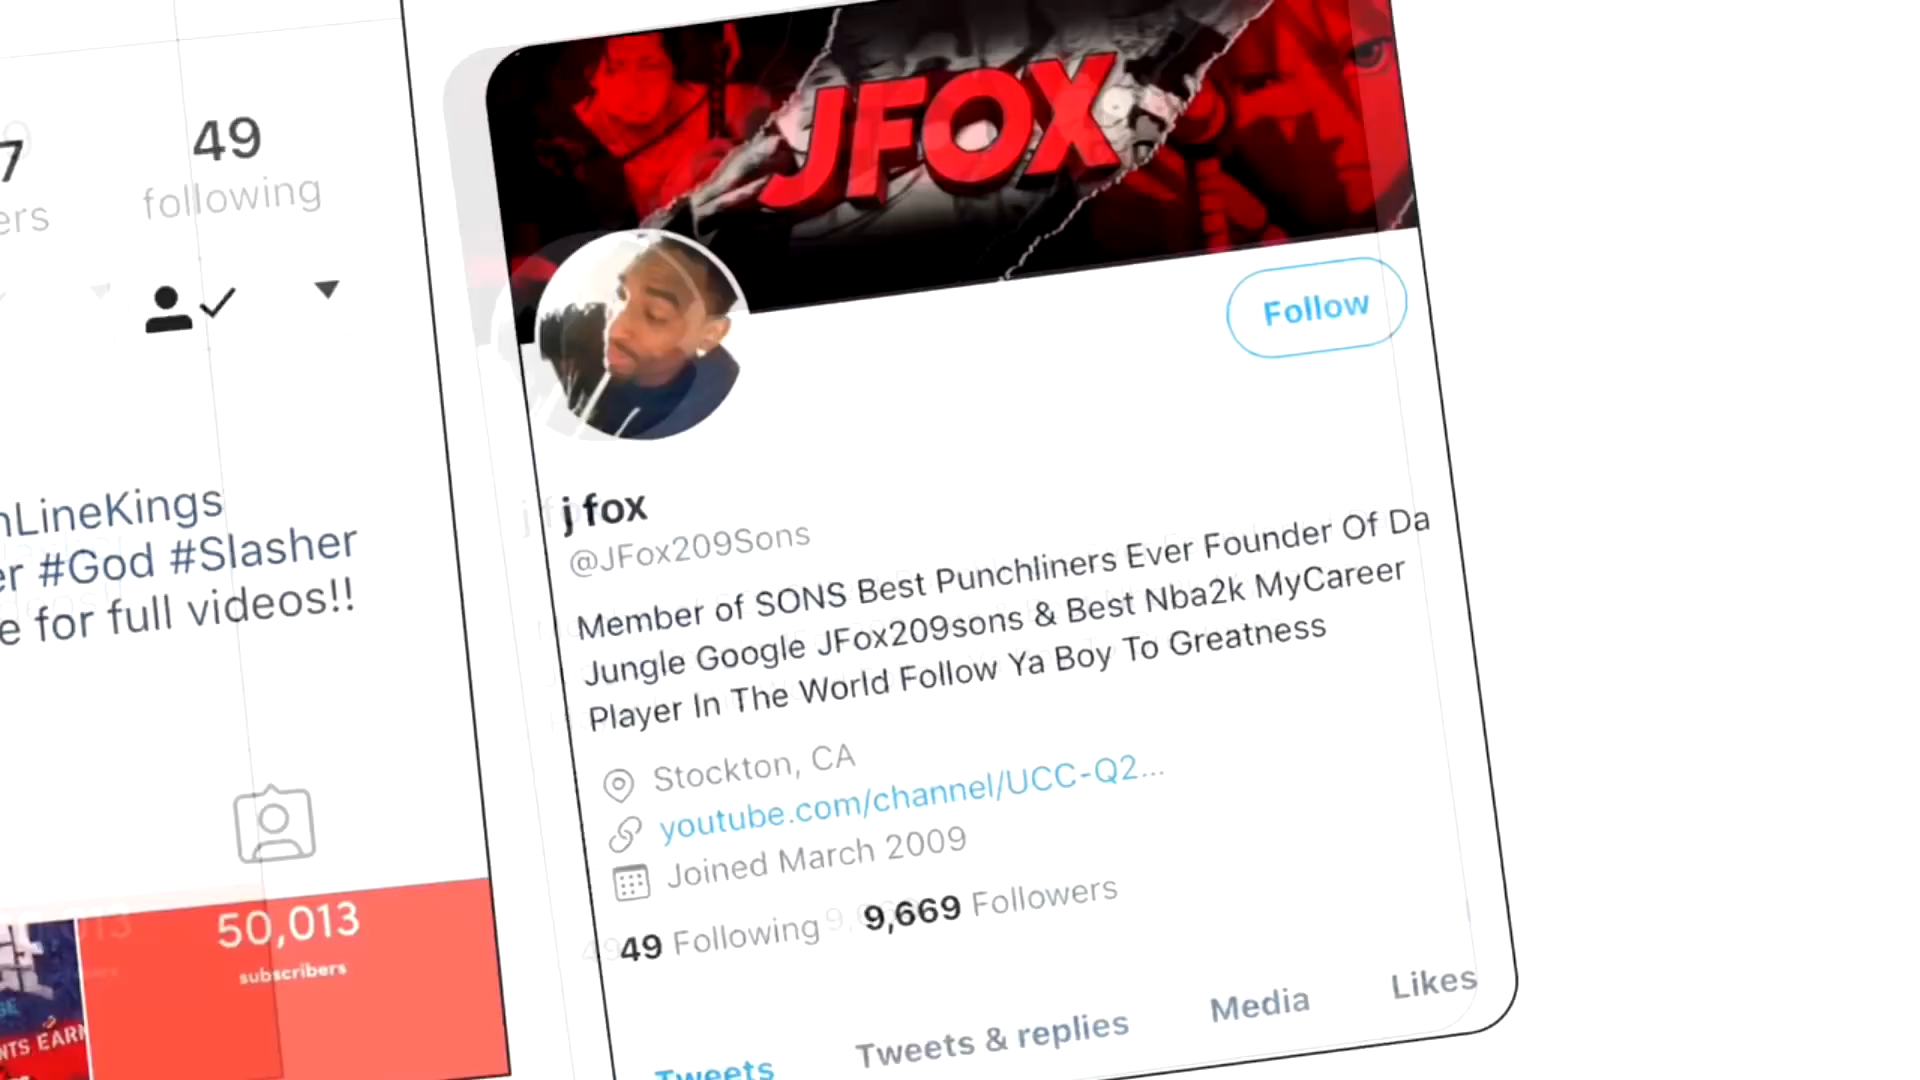 7
ers
49
following
nLineKings
er #God #Slasher
e for full videos!!
50,013
subscribers
NTS EARN
JFOX
Follow
j fox
@JFox209Sons
Member of SONS Best Punchliners Ever Founder Of Da
Jungle Google JFox209sons & Best Nba2k MyCareer
Player In The World Follow Ya Boy To Greatness
Stockton, CA
youtube.com/channel/UCC-Q2...
Joined March 2009
49 Following 9,669 Followers
Tweets Tweets & replies Media Likes